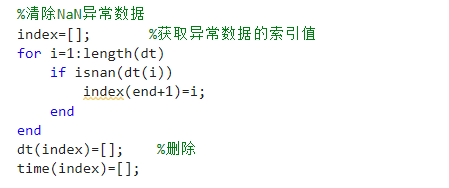 %清除NaN异常数据
index=[];        %获取异常数据的索引值
for i=1:length(dt)
    if isnan(dt(i))
        index(end+1)=i;
    end
end
dt(index)=[];    %删除
time(index)=[];